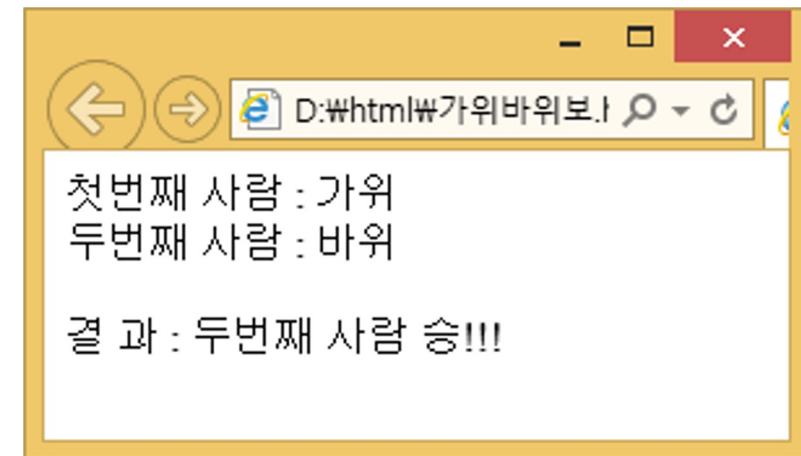 D:₩html₩가위바위보.h
첫번째 사람 : 가위
두번째 사람 : 바위
결 과 : 두번째 사람 승!!!